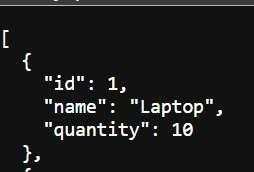 [
  {
    "id": 1,
    "name": "Laptop",
    "quantity": 10
  },
  {